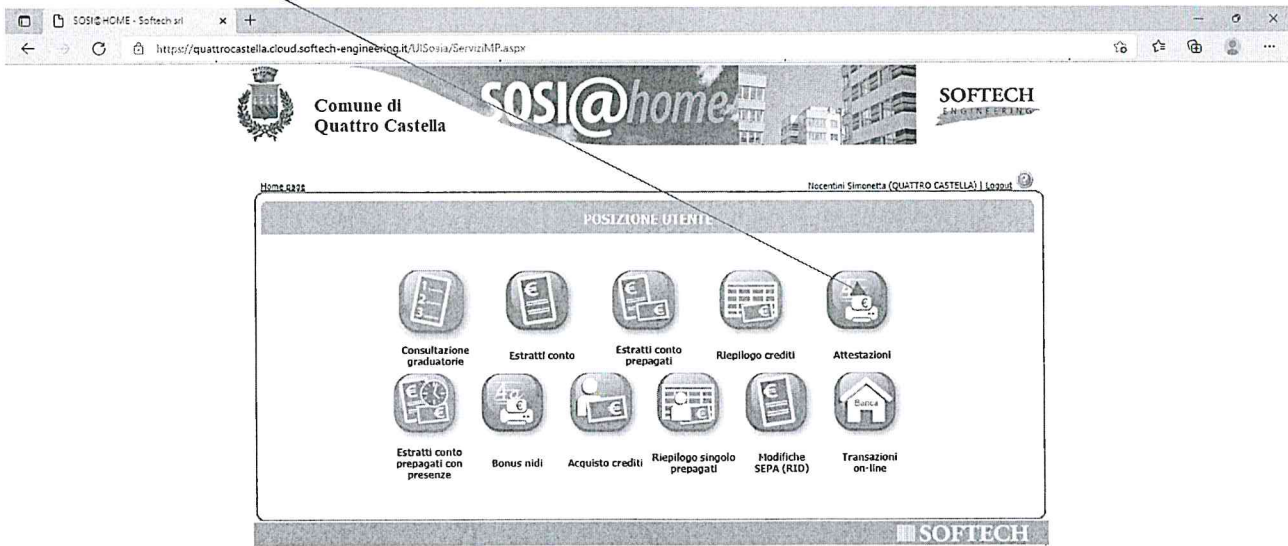 SOSI@HOME - Softech srl
https://quattrocastella.cloud.softech-engineering.it/UISosia/ServiziMP.aspx
Comune di
Quattro Castella
SOSI@home
SOFTECH
ENGINEERING
Home page
Nocentini Simonetta (QUATTRO CASTELLA) | Logout
POSIZIONE UTENTE
Consultazione
graduatorie
Estratti conto
Estratti conto
prepagati
Riepilogo crediti
Attestazioni
Banca
Estratti conto
prepagati con
presenze
Bonus nidi
Acquisto crediti
Riepilogo singolo
prepagati
Modifiche
SEPA (RID)
Transazioni
on-line
SOFTECH